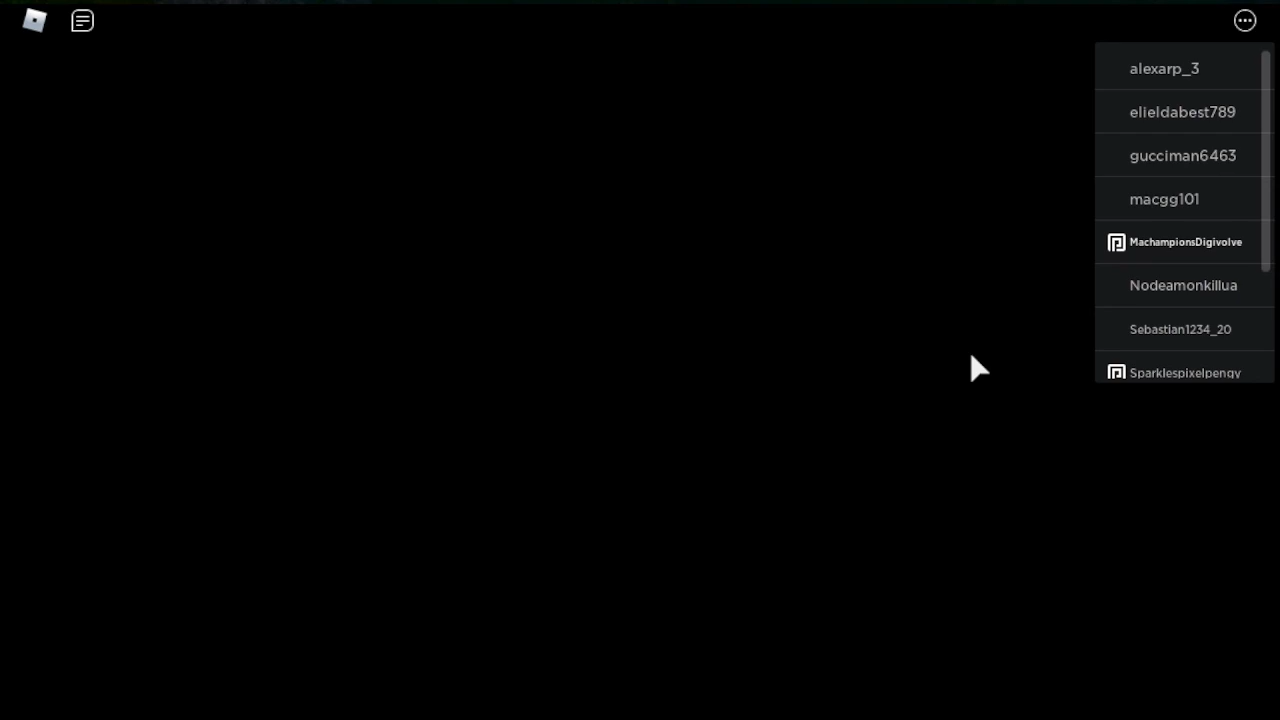 alexarp_3
elieldabest789
gucciman6463
macgg101
MachampionsDigivolve
Nodeamonkillua
Sebastian1234_20
Sparklespixelpengy